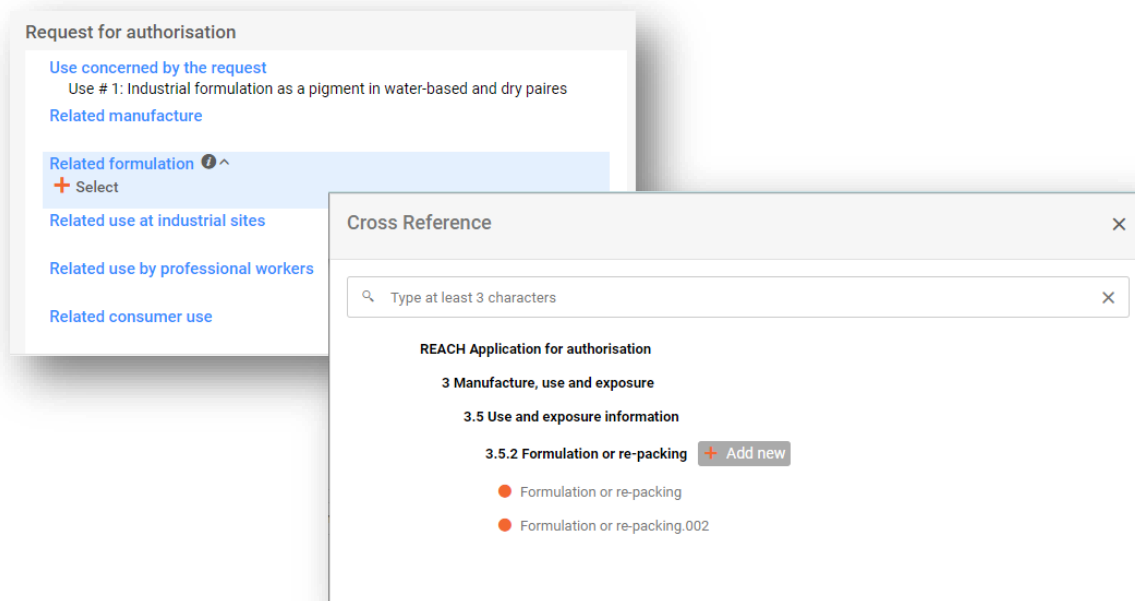 Request for authorisation
Use concerned by the request
Use # 1: Industrial formulation as a pigment in water-based and dry paires
Related manufacture
Related formulation
Select
Related use at industrial sites
Related use by professional workers
Related consumer use
Cross Reference
Type at least 3 characters
REACH Application for authorisation
3 Manufacture, use and exposure
3.5 Use and exposure information
3.5.2 Formulation or re-packing
Add new
Formulation or re-packing
Formulation or re-packing.002